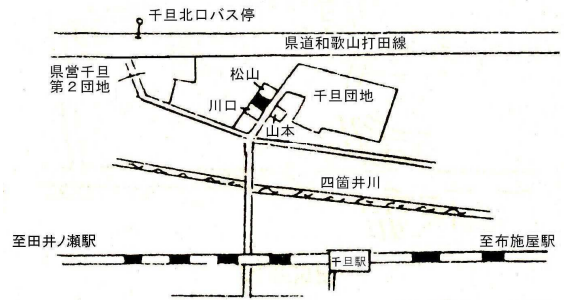 千旦北口バス停
県道和歌山打田線
県営千旦
第２団地
松山
千旦団地
川口
山本
四箇井川
至田井ノ瀬駅
至布施屋駅
千旦駅